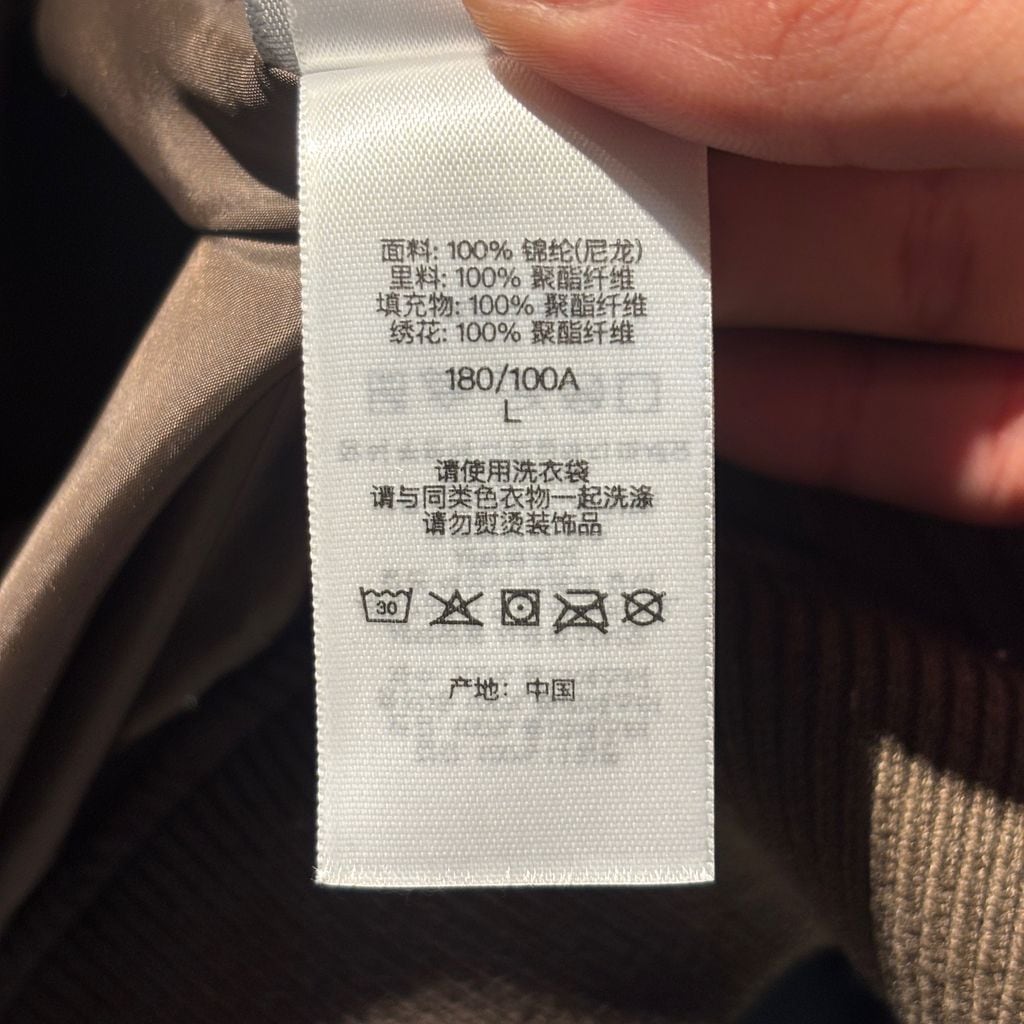 面料: 100% 锦纶(尼龙)
里料: 100% 聚酯纤维
填充物: 100% 聚酯纤维
绣花: 100% 聚酯纤维
180/100A
L
请使用洗衣袋
请与同类色衣物一起洗涤
请勿熨烫装饰品
30
产地: 中国